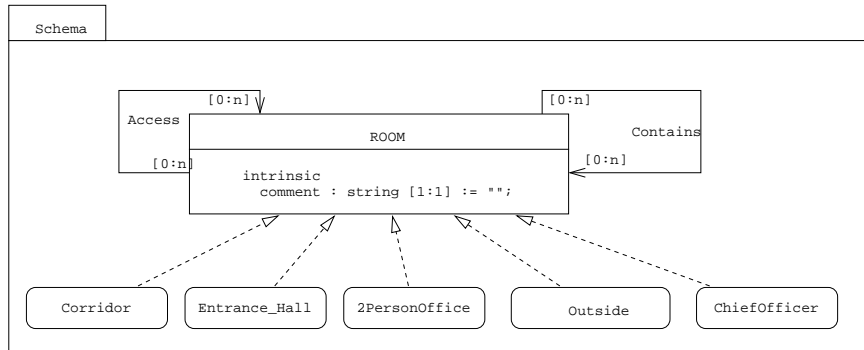 Schema
[0:n]
[0:n]
Access
ROOM
Contains
[0:n]
[0:n]
intrinsic
comment : string [1:1] := "";
Corridor
Entrance_Hall
2PersonOffice
Outside
ChiefOfficer